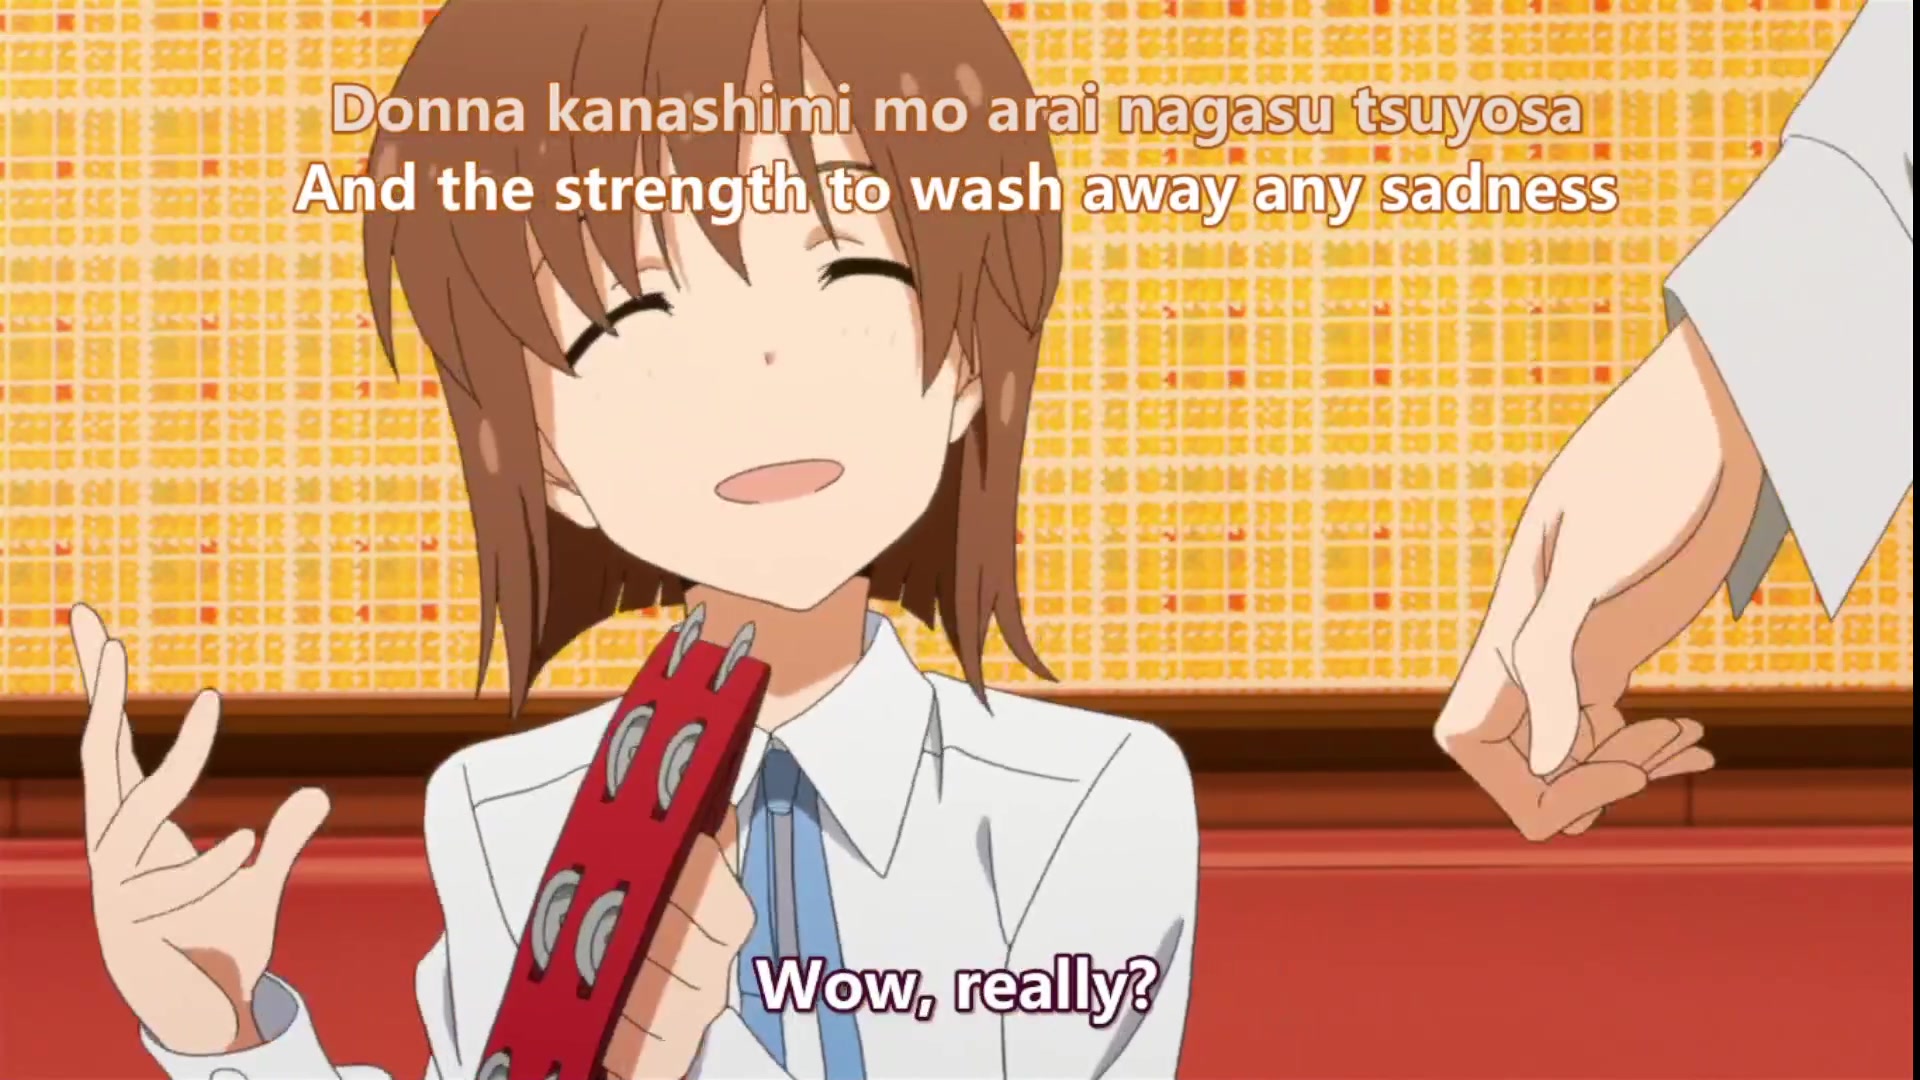 Donna kanashimi mo arai nagasu tsuyosa
And the strength to wash away any sadness
Wow, really?